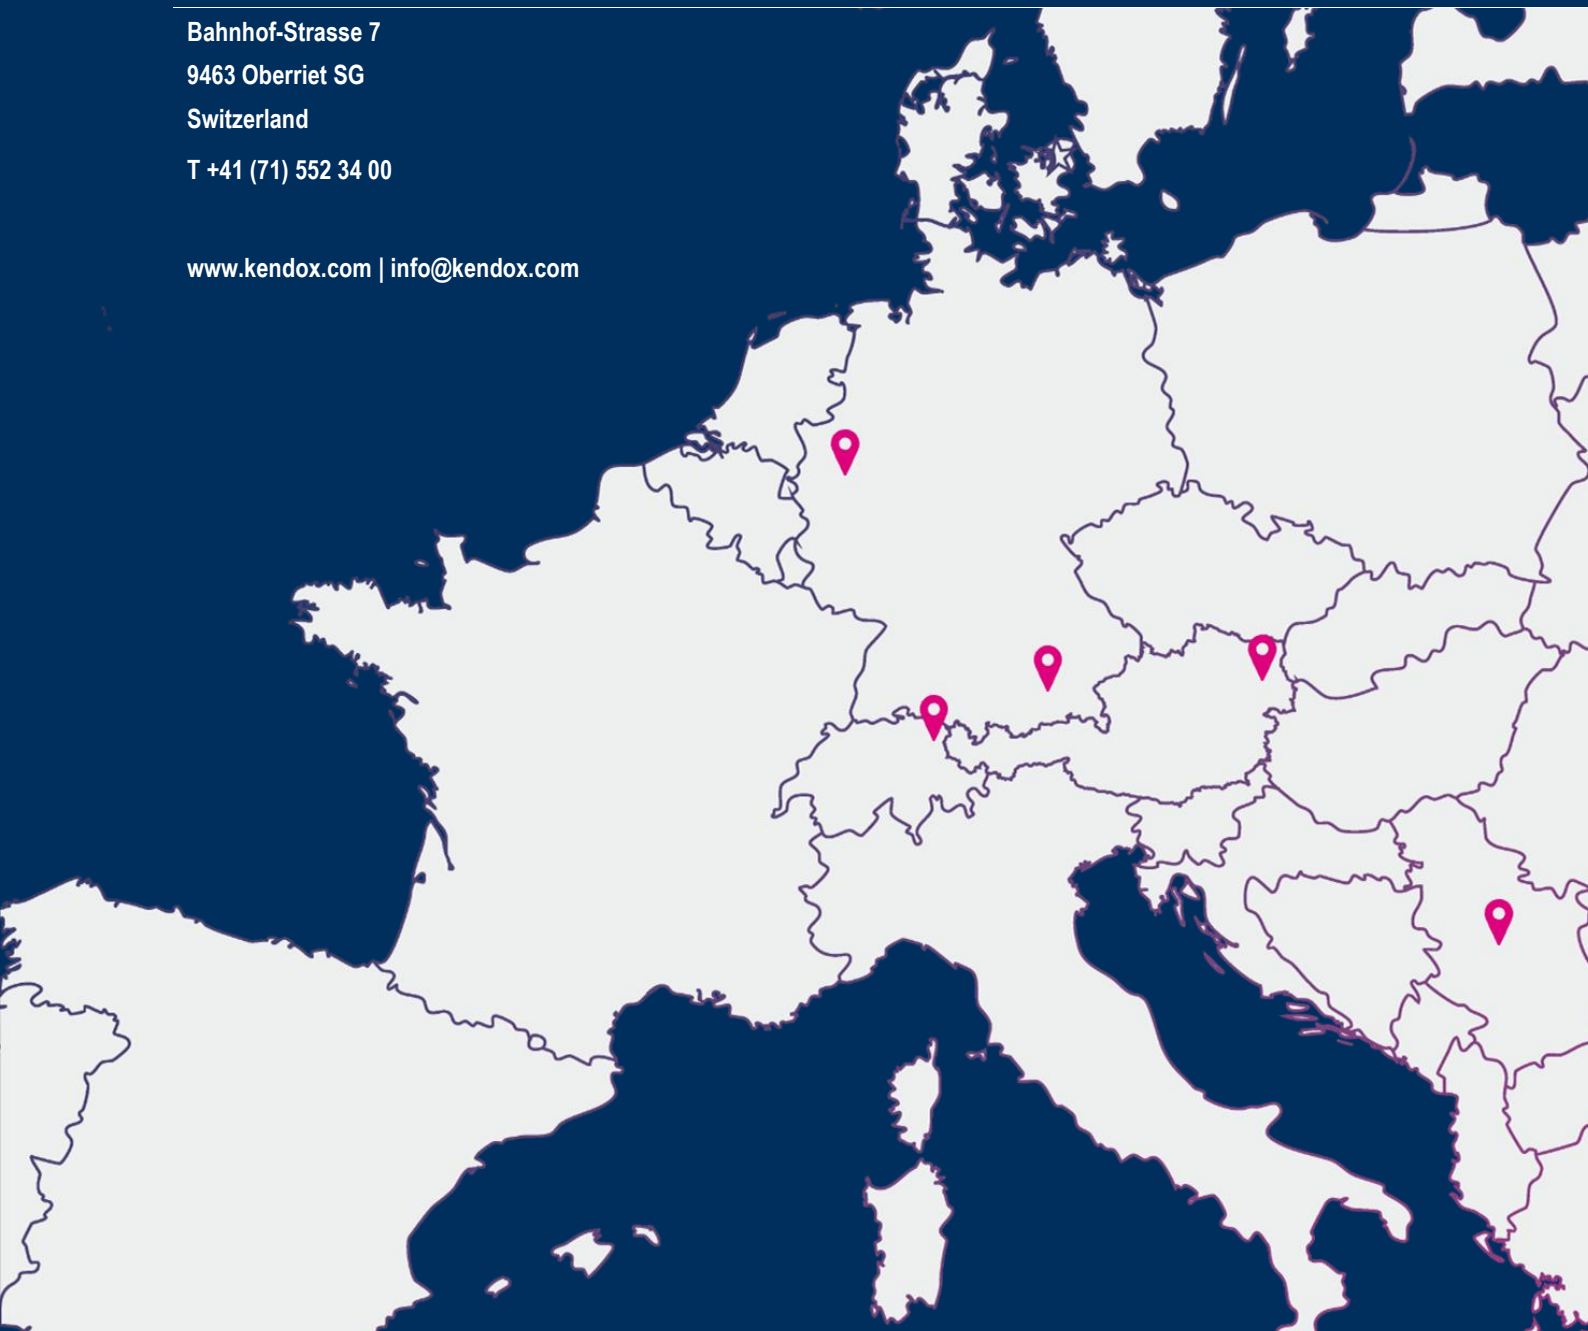 Bahnhof-Strasse 7
9463 Oberriet SG
Switzerland
T +41 (71) 552 34 00
www.kendox.com | info@kendox.com